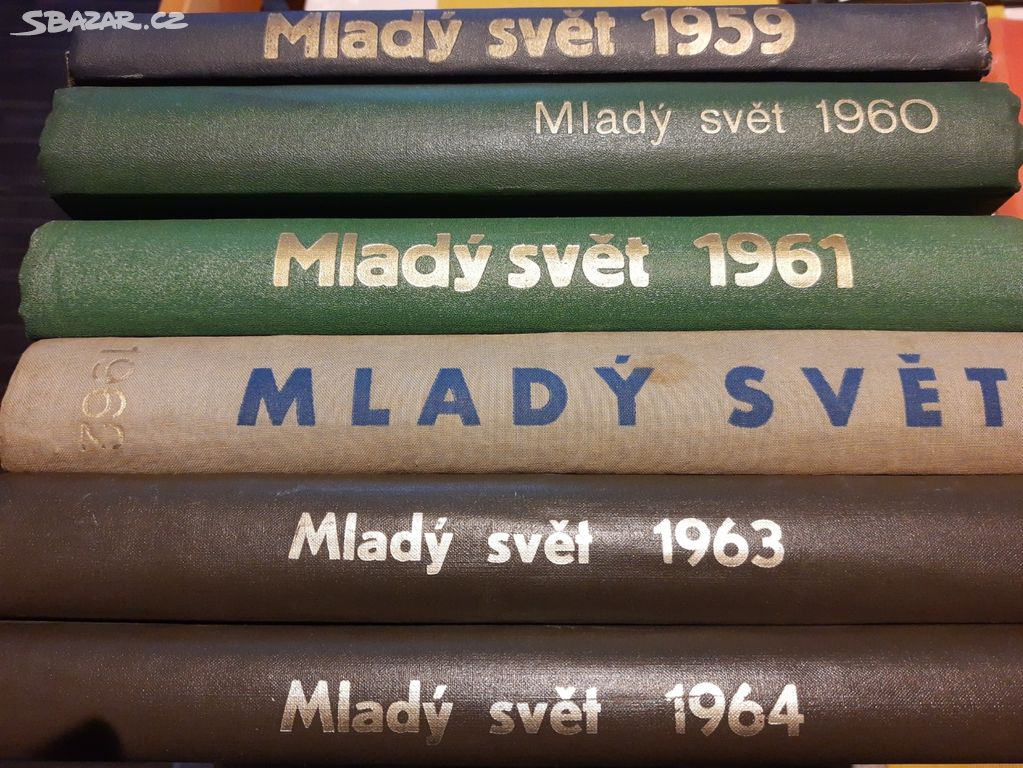 SBAZAR.CZ
Mladý svět 1959
Mladý svět 1960
Mladý svět 1961
1962 MLADÝ SVĚT
Mladý svět 1963
Mladý svět 1964